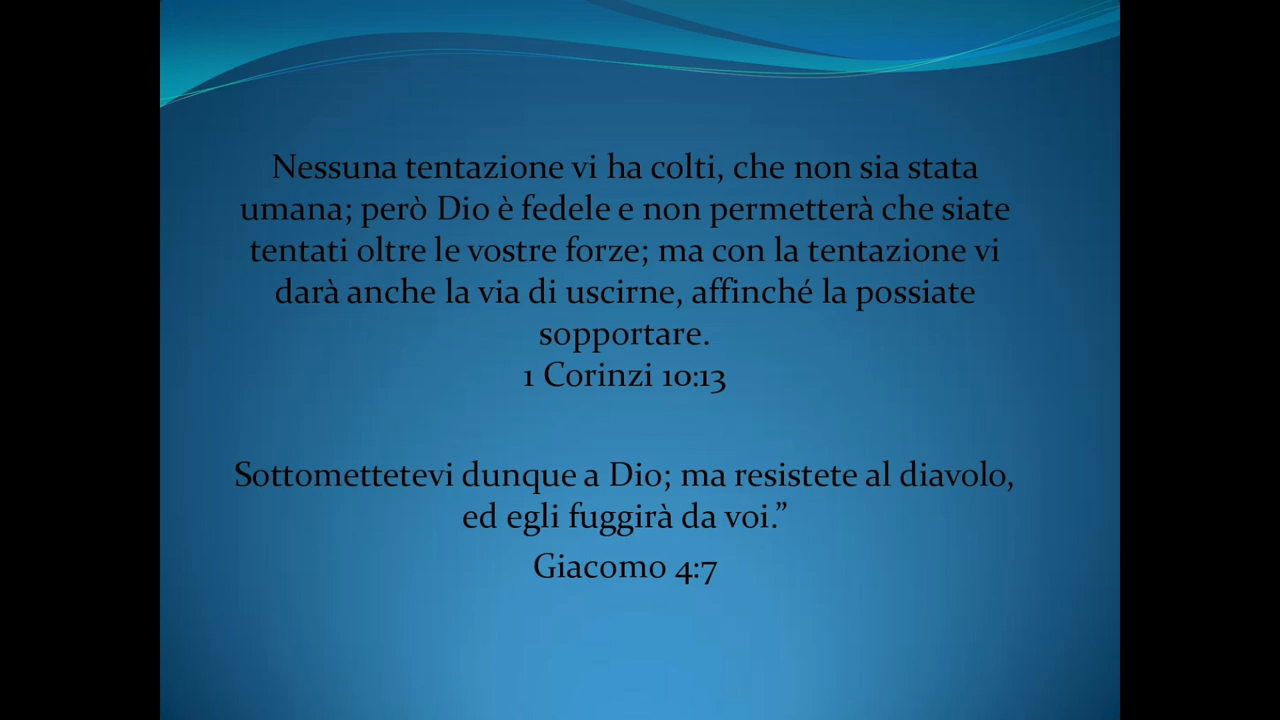 Nessuna tentazione vi ha colti, che non sia stata
umana; però Dio è fedele e non permetterà che siate
tentati oltre le vostre forze; ma con la tentazione vi
darà anche la via di uscirne, affinché la possiate
sopportare.
1 Corinzi 10:13
Sottomettetevi dunque a Dio; ma resistete al diavolo,
ed egli fuggirà da voi.”
Giacomo 4:7